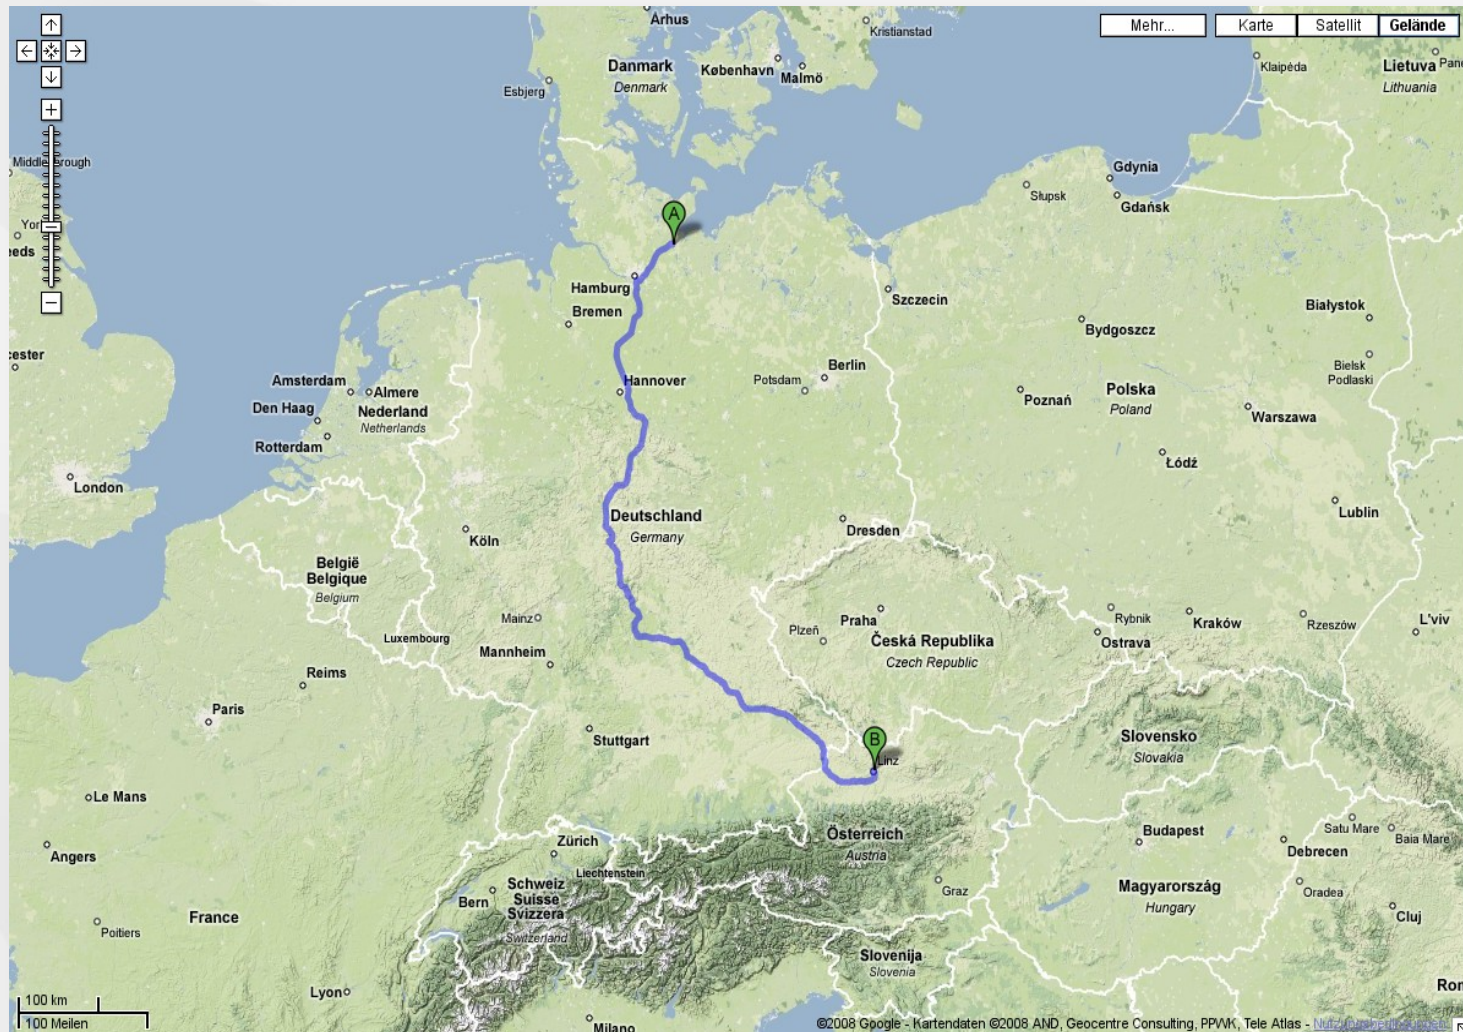 Århus
Kristianstad
Mehr...
Karte
Satellit
Gelände
Danmark
Denmark
København
Malmö
Esbjerg
Klaipėda
Lietuva
Lithuania
Gdynia
Słupsk
Gdańsk
A
Hamburg
Bremen
Szczecin
Białystok
Bydgoszcz
Bielsk
Podlaski
Amsterdam
Almere
Hannover
Berlin
Potsdam
Den Haag
Nederland
Netherlands
Poznań
Polska
Poland
Warszawa
Rotterdam
Łódź
London
Lublin
Deutschland
Germany
Dresden
Köln
België
Belgique
Belgium
Mainz
Praha
Plzeň
Rybnik
Kraków
Rzeszów
L'viv
Luxembourg
Česká Republika
Czech Republic
Ostrava
Mannheim
Reims
Paris
Stuttgart
B
Linz
Slovensko
Slovakia
Le Mans
Österreich
Austria
Budapest
Satu Mare
Baia Mare
Angers
Zürich
Debrecen
Liechtenstein
Schweiz
Suisse
Svizzera
Switzerland
Bern
Graz
Magyarország
Hungary
Oradea
Cluj
France
Poitiers
Slovenija
Slovenia
Lyon
Milano
100 km
100 Meilen
©2008 Google - Kartendaten ©2008 AND, Geocentre Consulting, PPWK, Tele Atlas -